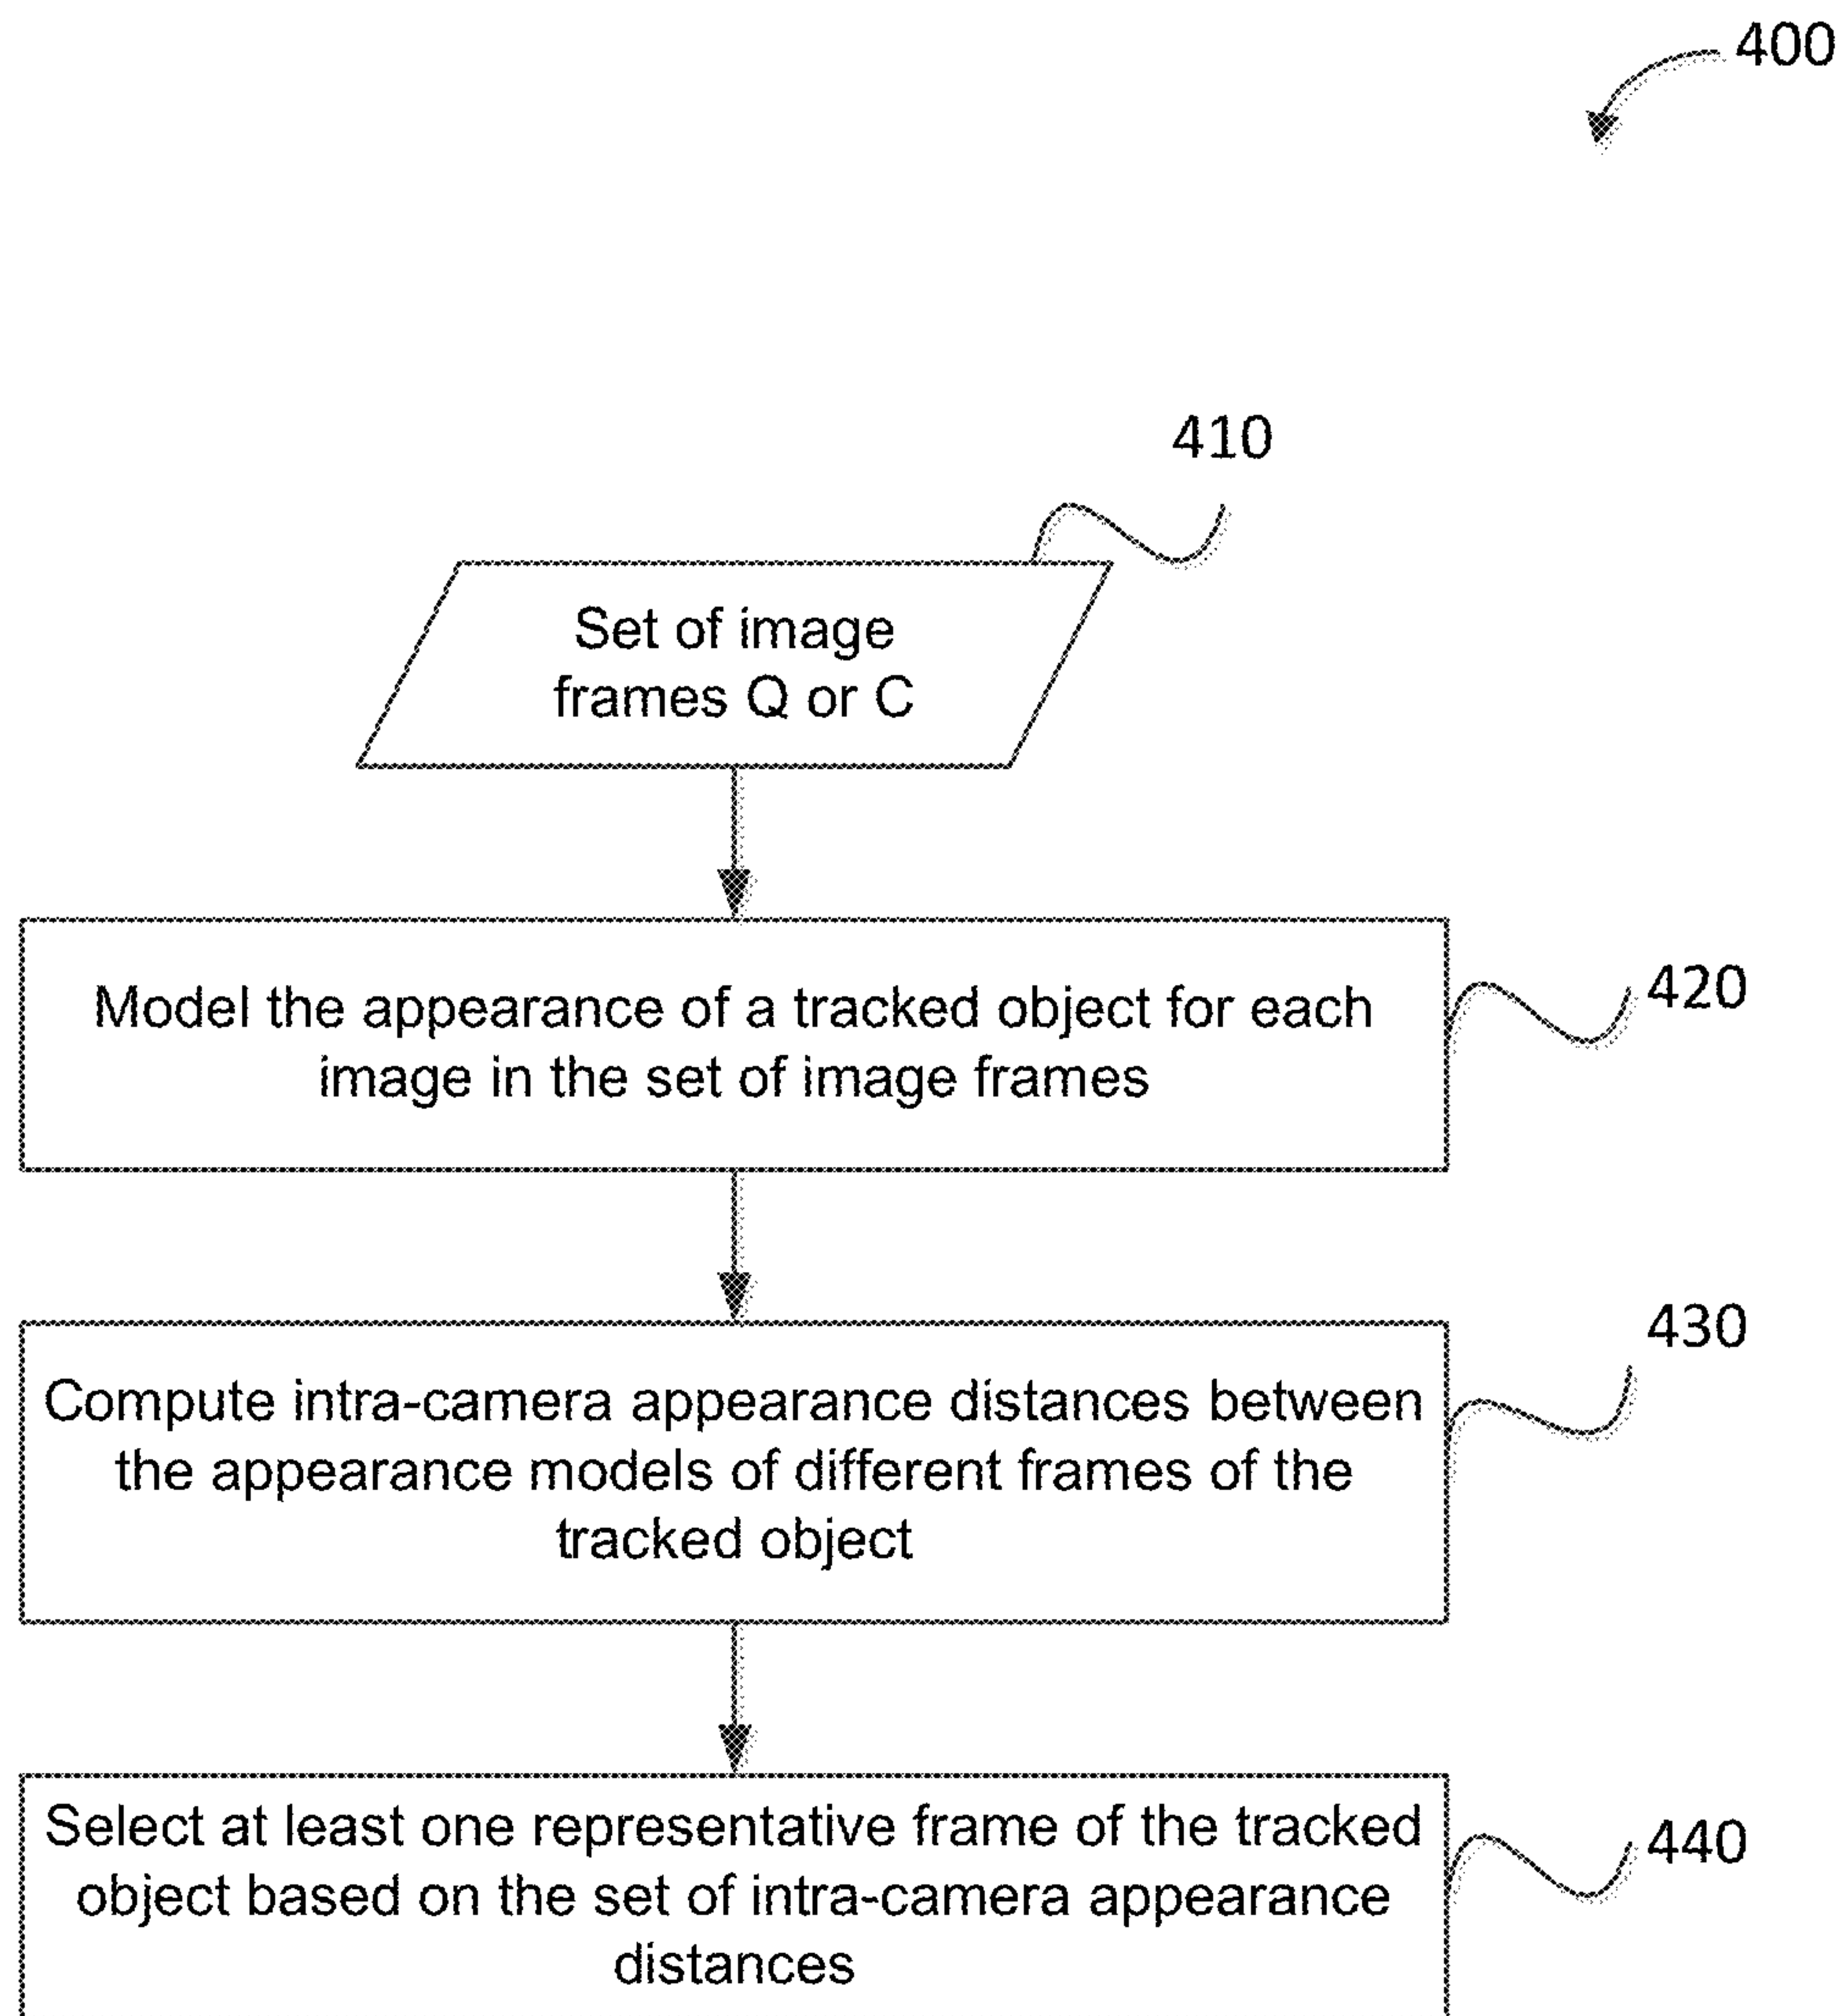 400
410
Set of image
frames Q or C
Model the appearance of a tracked object for each
image in the set of image frames
420
Compute intra-camera appearance distances between
the appearance models of different frames of the
tracked object
430
Select at least one representative frame of the tracked
object based on the set of intra-camera appearance
distances
440